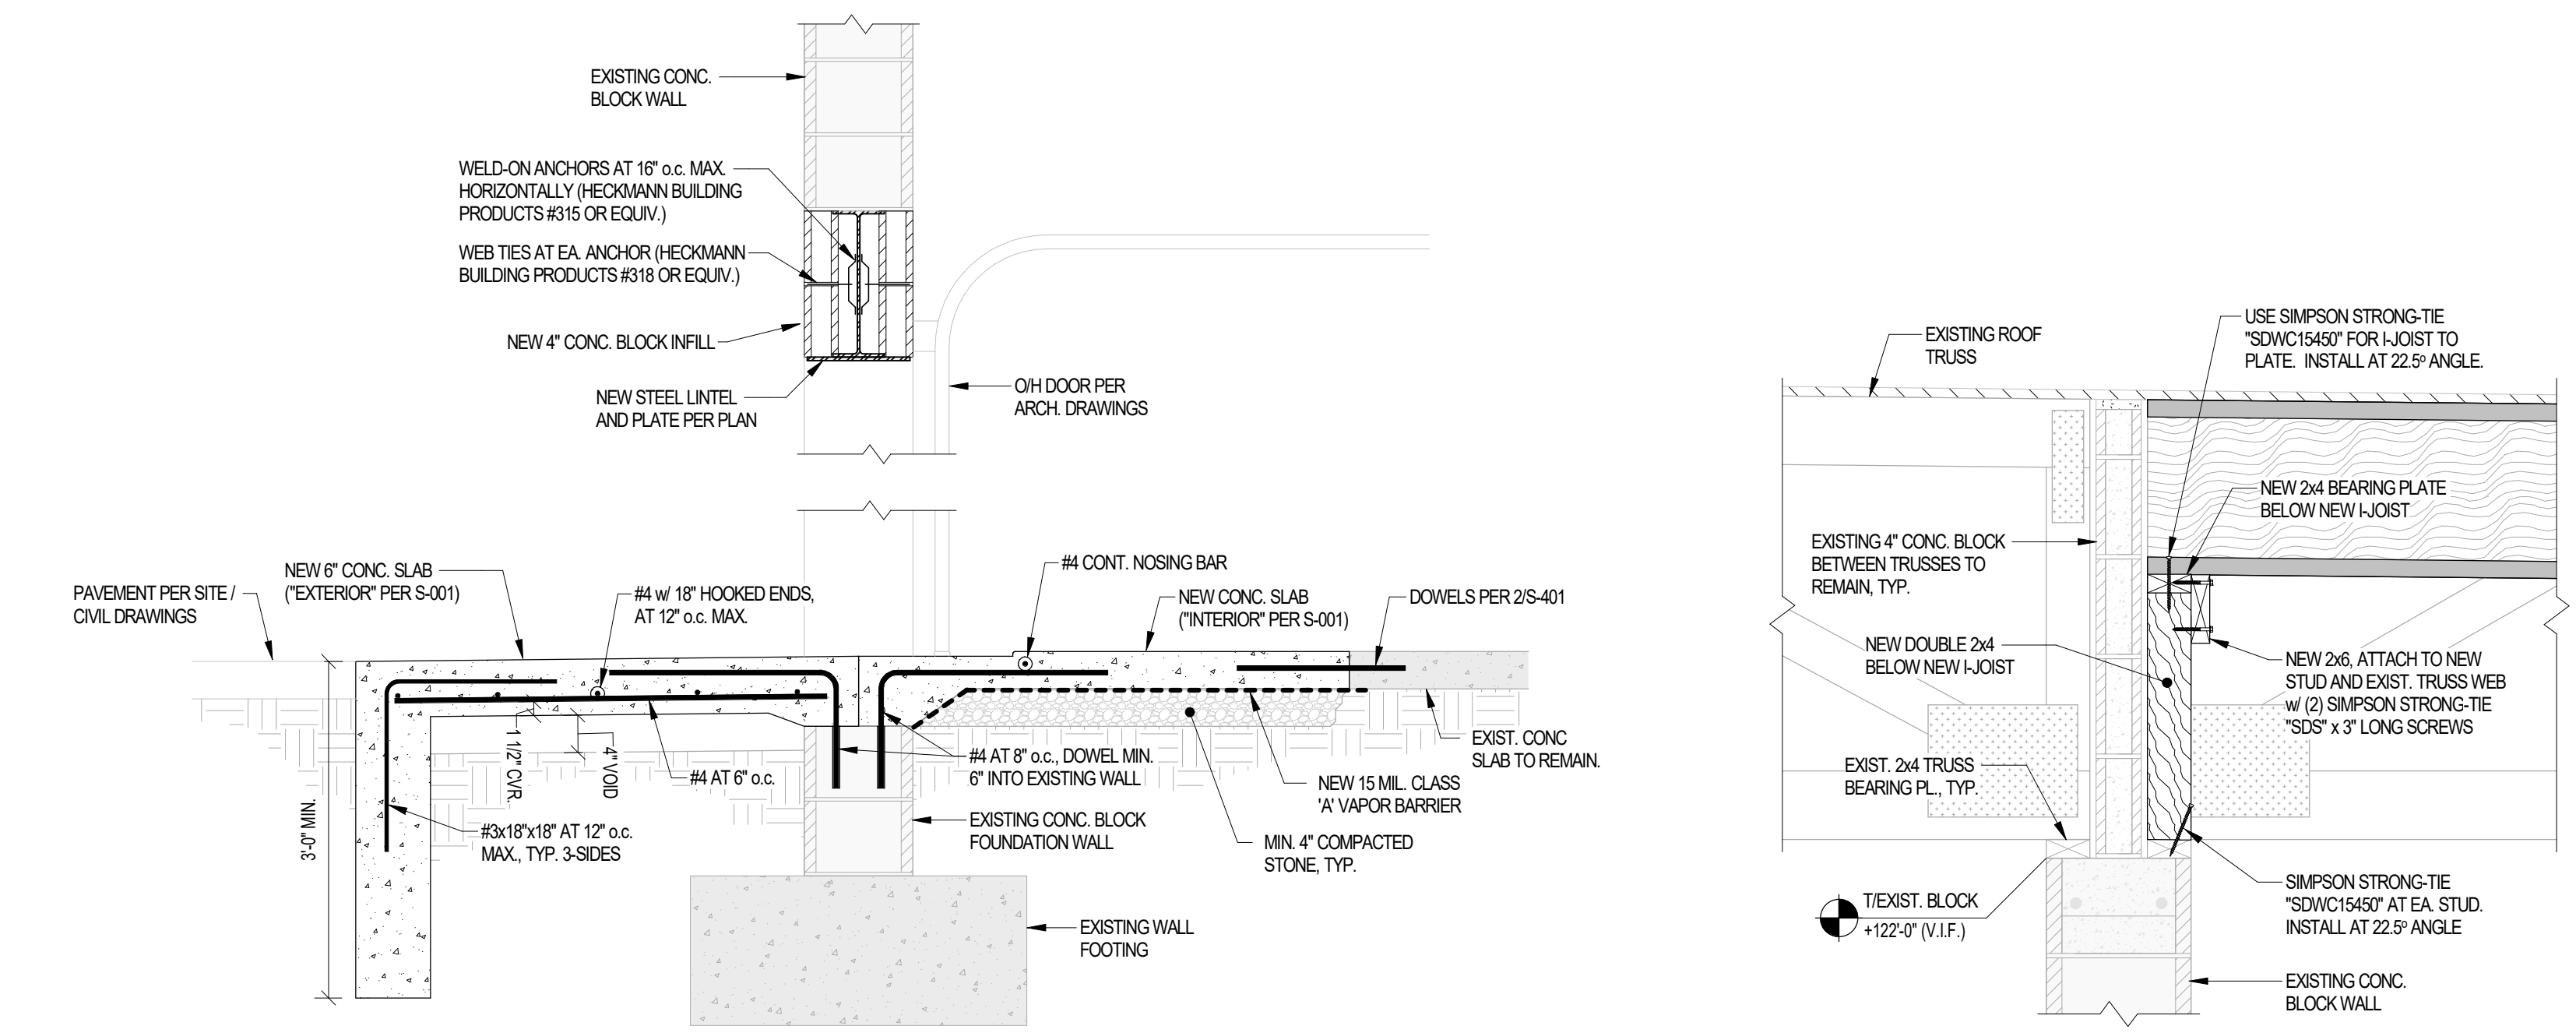 EXISTING CONC.
BLOCK WALL
WELD-ON ANCHORS AT 16" o.c. MAX.
HORIZONTALLY (HECKMANN BUILDING
PRODUCTS #315 OR EQUIV.)
WEB TIES AT EA. ANCHOR (HECKMANN
BUILDING PRODUCTS #318 OR EQUIV.)
NEW 4" CONC. BLOCK INFILL
NEW STEEL LINTEL
AND PLATE PER PLAN
O/H DOOR PER
ARCH. DRAWINGS
PAVEMENT PER SITE /
CIVIL DRAWINGS
NEW 6" CONC. SLAB
("EXTERIOR" PER S-001)
#4 w/ 18" HOOKED ENDS,
AT 12" o.c. MAX.
#4 CONT. NOSING BAR
NEW CONC. SLAB
("INTERIOR" PER S-001)
DOWELS PER 2/S-401
3'-0" MIN.
1 1/2" CVR.
4" VOID
#4 AT 6" o.c.
#3x18"x18" AT 12" o.c.
MAX., TYP. 3-SIDES
#4 AT 8" o.c., DOWEL MIN.
6" INTO EXISTING WALL
EXISTING CONC. BLOCK
FOUNDATION WALL
EXIST. CONC
SLAB TO REMAIN.
NEW 15 MIL. CLASS
'A' VAPOR BARRIER
MIN. 4" COMPACTED
STONE, TYP.
EXISTING WALL
FOOTING
EXISTING ROOF
TRUSS
USE SIMPSON STRONG-TIE
"SDWC15450" FOR I-JOIST TO
PLATE. INSTALL AT 22.5º ANGLE.
NEW 2x4 BEARING PLATE
BELOW NEW I-JOIST
EXISTING 4" CONC. BLOCK
BETWEEN TRUSSES TO
REMAIN, TYP.
NEW DOUBLE 2x4
BELOW NEW I-JOIST
NEW 2x6, ATTACH TO NEW
STUD AND EXIST. TRUSS WEB
w/ (2) SIMPSON STRONG-TIE
"SDS" x 3" LONG SCREWS
EXIST. 2x4 TRUSS
BEARING PL., TYP.
T/EXIST. BLOCK
+122'-0" (V.I.F.)
SIMPSON STRONG-TIE
"SDWC15450" AT EA. STUD.
INSTALL AT 22.5º ANGLE
EXISTING CONC.
BLOCK WALL